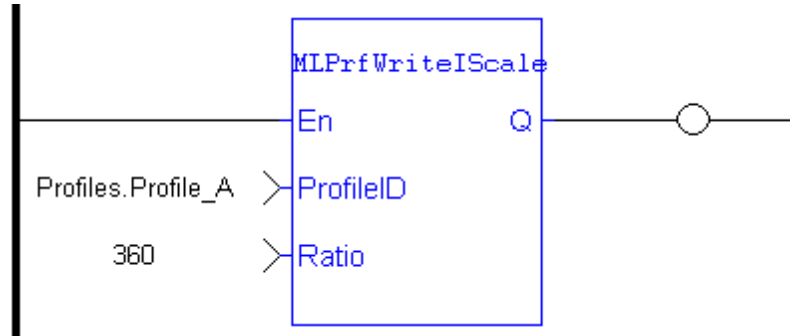 MLPrfWriteIScale
En Q
Profiles.Profile_A ProfileID
360 Ratio